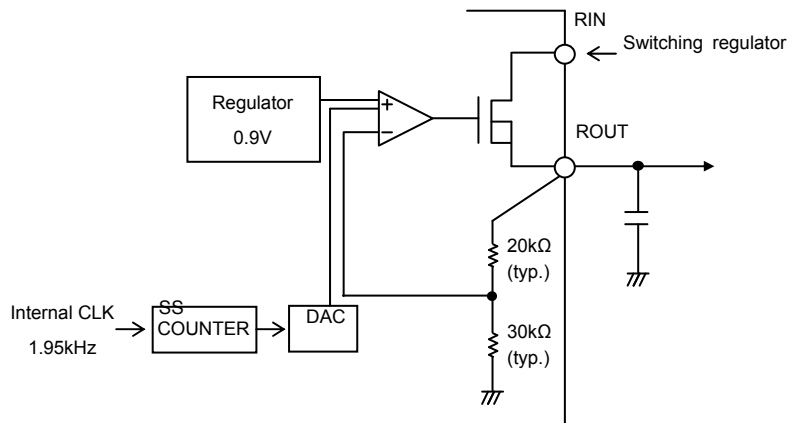 RIN
Switching regulator
Regulator
0.9V
+
−
ROUT
20kΩ
(typ.)
SS
COUNTER
DAC
Internal CLK
1.95kHz
30kΩ
(typ.)